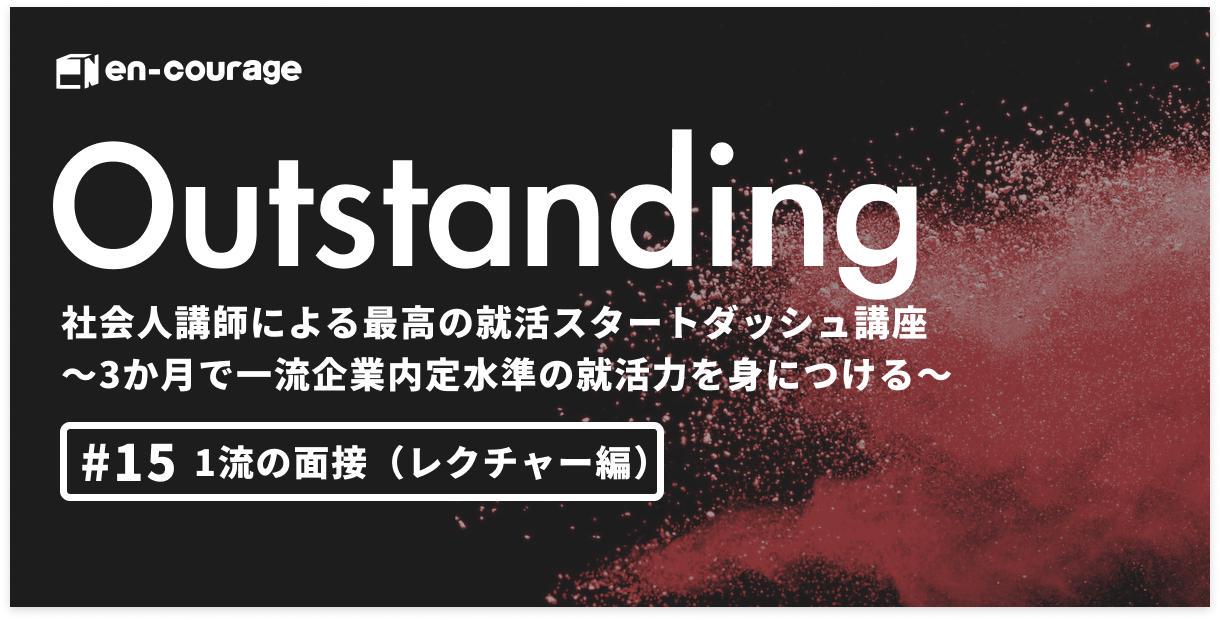 en-courage
Outstanding
社会人講師による最高の就活スタートダッシュ講座
〜3か月で一流企業内定水準の就活力を身につける〜
#15 1流の面接（レクチャー編）